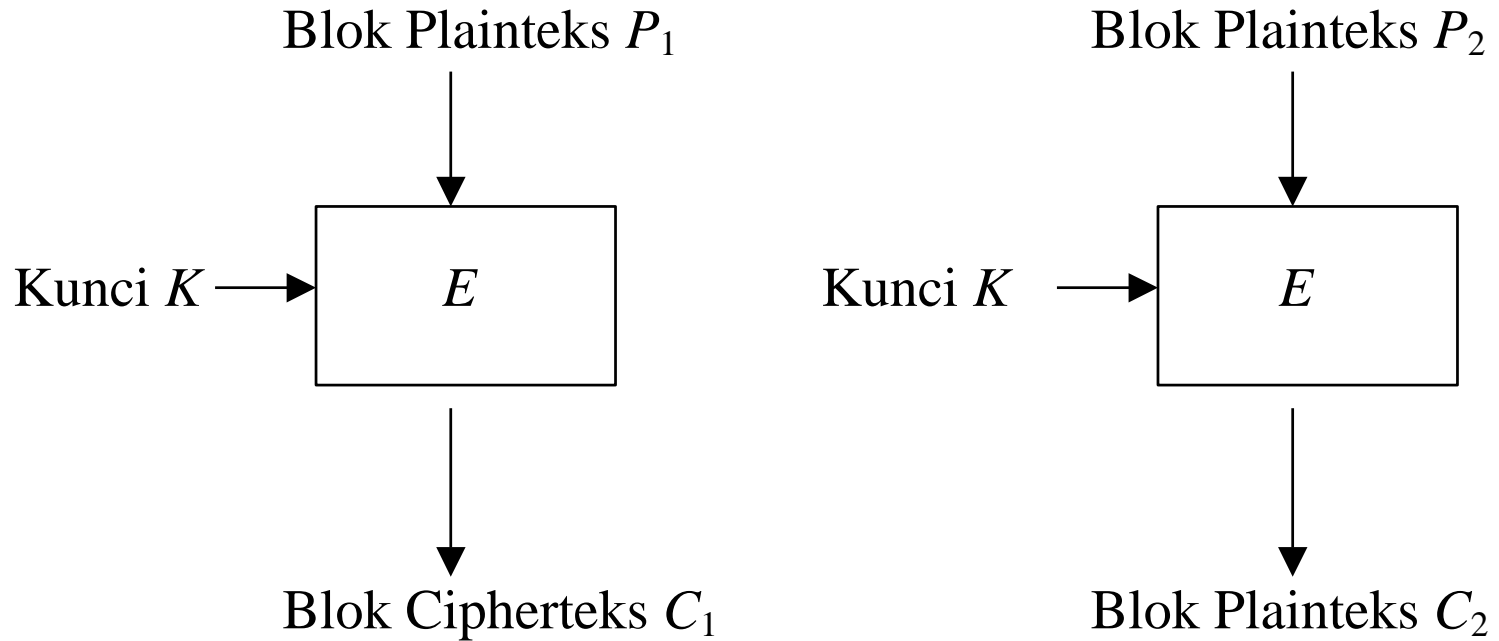 Blok Plainteks P₁
Blok Plainteks P₂
Kunci K
E
Kunci K
E
Blok Cipherteks C₁
Blok Plainteks C₂